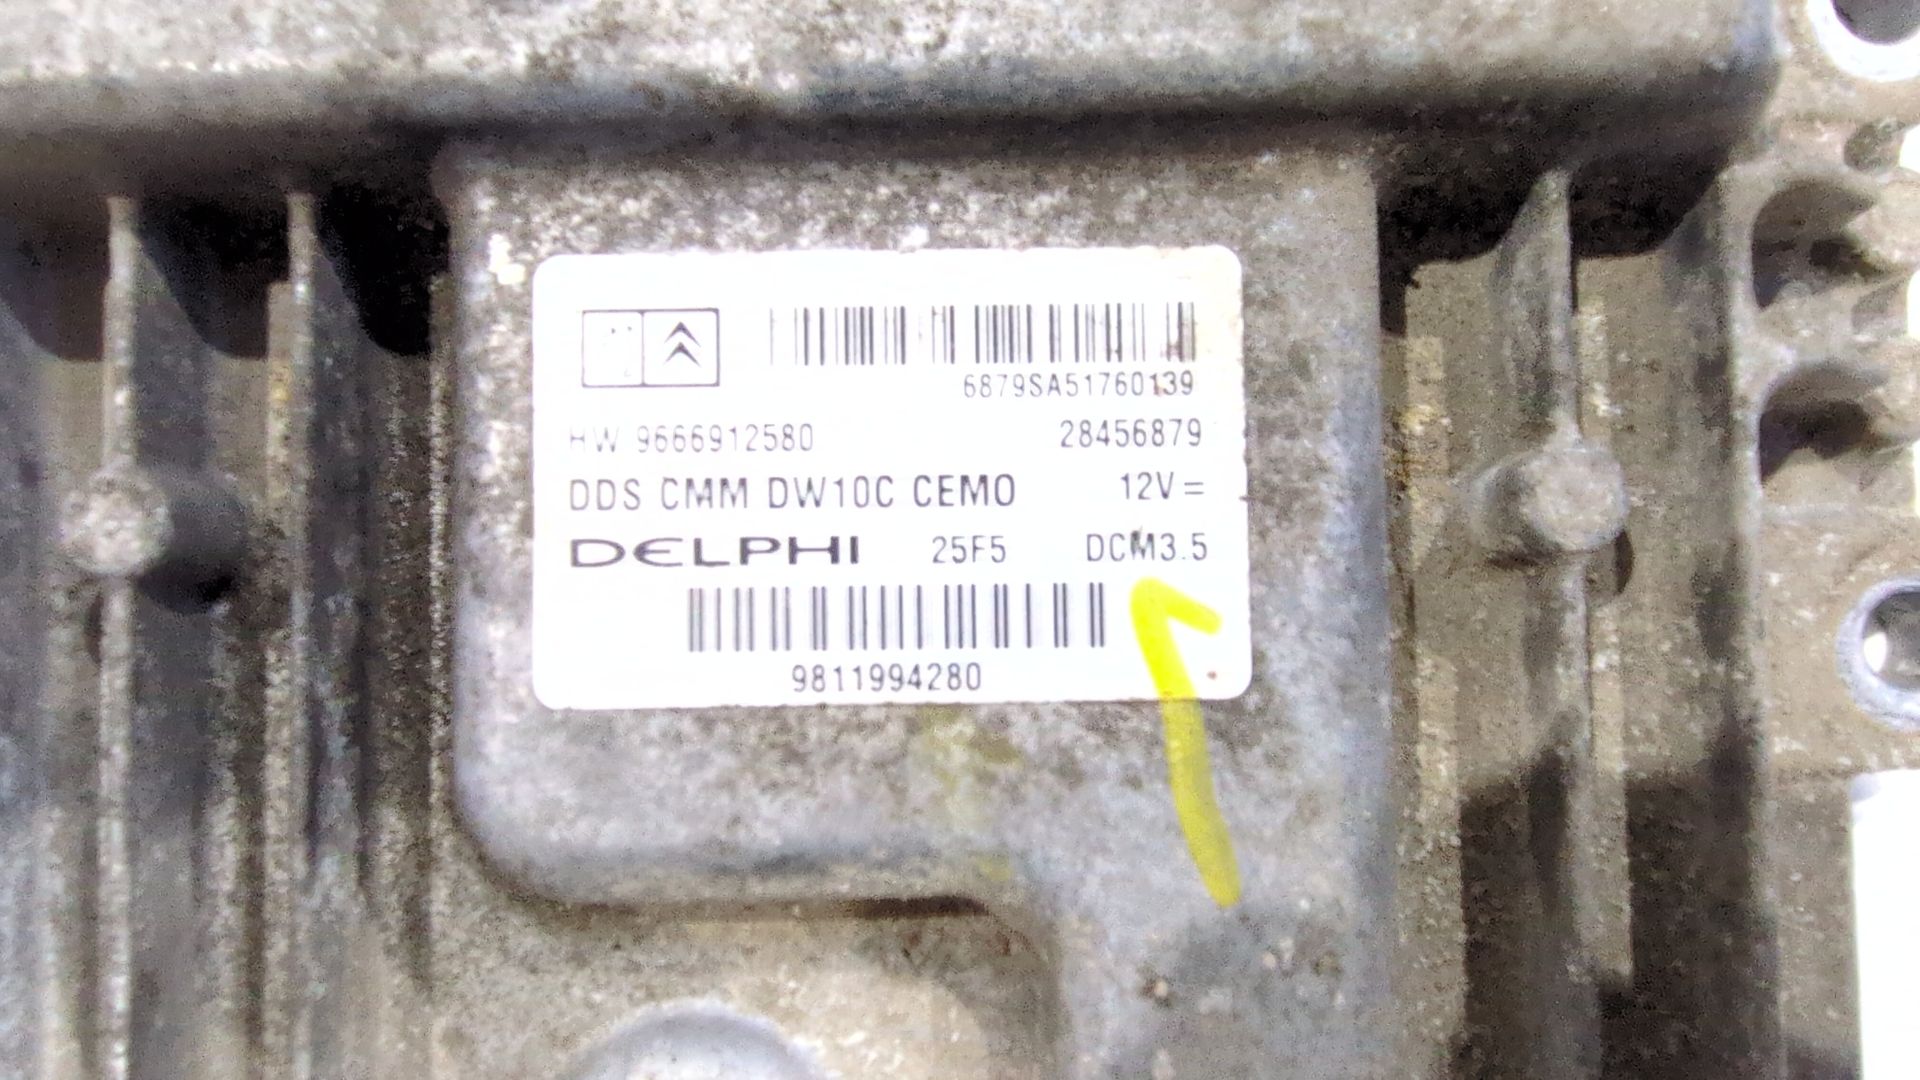 6879SA51760139
HW 9666912580 28456879
DDS CMM DW10C CEMO 12V=
DELPHI 25F5 DCM3.5
9811994280